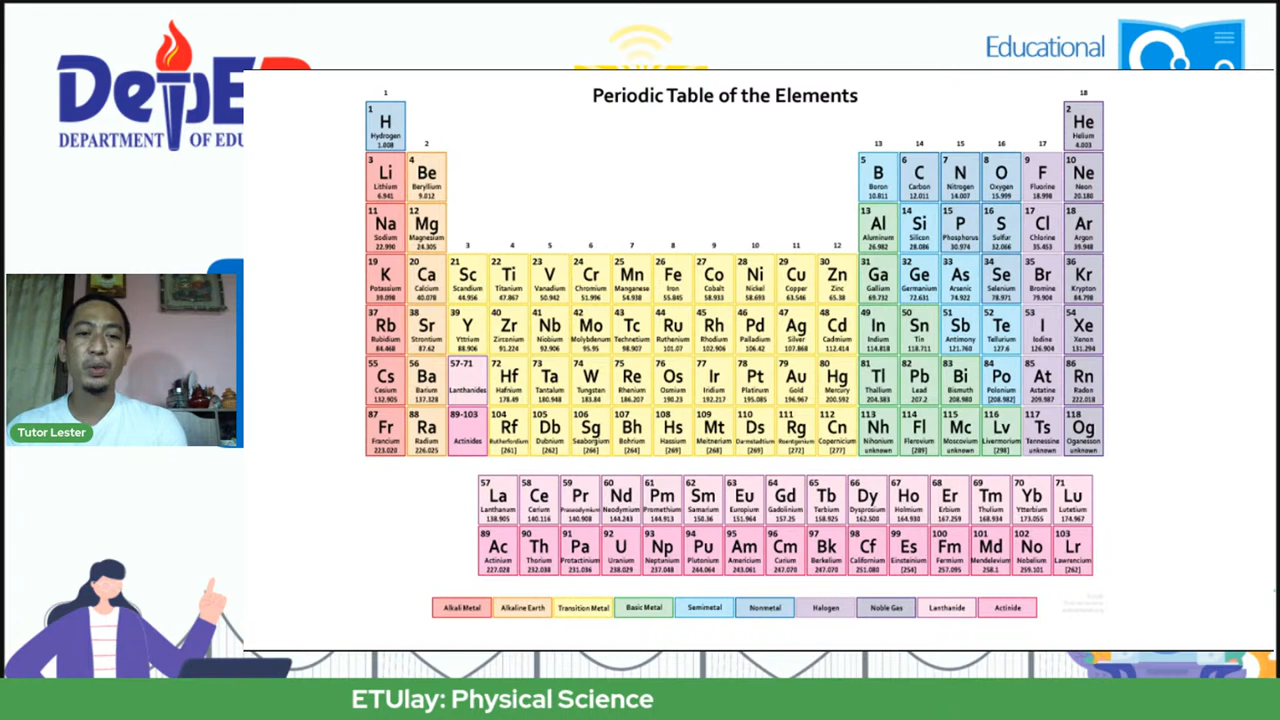 DepE
DEPARTMENT OF EDU
Educational
Periodic Table of the Elements
1 18
1 H Hydrogen 1.008
2 He Helium 4.003
2 13 14 15 16 17
3 Li Lithium 6.941
4 Be Beryllium 9.012
5 B Boron 10.811
6 C Carbon 12.011
7 N Nitrogen 14.007
8 O Oxygen 15.999
9 F Fluorine 18.998
10 Ne Neon 20.180
11 Na Sodium 22.990
12 Mg Magnesium 24.305
13 Al Aluminum 26.982
14 Si Silicon 28.086
15 P Phosphorus 30.974
16 S Sulfur 32.066
17 Cl Chlorine 35.453
18 Ar Argon 39.948
3 4 5 6 7 8 9 10 11 12
19 K Potassium 39.098
20 Ca Calcium 40.078
21 Sc Scandium 44.956
22 Ti Titanium 47.867
23 V Vanadium 50.942
24 Cr Chromium 51.996
25 Mn Manganese 54.938
26 Fe Iron 55.845
27 Co Cobalt 58.933
28 Ni Nickel 58.693
29 Cu Copper 63.546
30 Zn Zinc 65.38
31 Ga Gallium 69.732
32 Ge Germanium 72.631
33 As Arsenic 74.922
34 Se Selenium 78.971
35 Br Bromine 79.904
36 Kr Krypton 84.798
37 Rb Rubidium 84.468
38 Sr Strontium 87.62
39 Y Yttrium 88.906
40 Zr Zirconium 91.224
41 Nb Niobium 92.906
42 Mo Molybdenum 95.95
43 Tc Technetium 98.907
44 Ru Ruthenium 101.07
45 Rh Rhodium 102.906
46 Pd Palladium 106.42
47 Ag Silver 107.868
48 Cd Cadmium 112.414
49 In Indium 114.818
50 Sn Tin 118.711
51 Sb Antimony 121.760
52 Te Tellurium 127.6
53 I Iodine 126.904
54 Xe Xenon 131.294
55 Cs Cesium 132.905
56 Ba Barium 137.328
57-71 Lanthanides
72 Hf Hafnium 178.49
73 Ta Tantalum 180.948
74 W Tungsten 183.84
75 Re Rhenium 186.207
76 Os Osmium 190.23
77 Ir Iridium 192.217
78 Pt Platinum 195.085
79 Au Gold 196.967
80 Hg Mercury 200.592
81 Tl Thallium 204.383
82 Pb Lead 207.2
83 Bi Bismuth 208.980
84 Po Polonium [208.982]
85 At Astatine 209.987
86 Rn Radon 222.018
87 Fr Francium 223.020
88 Ra Radium 226.025
89-103 Actinides
104 Rf Rutherfordium [261]
105 Db Dubnium [262]
106 Sg Seaborgium [266]
107 Bh Bohrium [264]
108 Hs Hassium [269]
109 Mt Meitnerium [268]
110 Ds Darmstadtium [269]
111 Rg Roentgenium [272]
112 Cn Copernicium [277]
113 Nh Nihonium unknown
114 Fl Flerovium [289]
115 Mc Moscovium unknown
116 Lv Livermorium [298]
117 Ts Tennessine unknown
118 Og Oganesson unknown
57 La Lanthanum 138.905
58 Ce Cerium 140.116
59 Pr Praseodymium 140.908
60 Nd Neodymium 144.243
61 Pm Promethium 144.913
62 Sm Samarium 150.36
63 Eu Europium 151.964
64 Gd Gadolinium 157.25
65 Tb Terbium 158.925
66 Dy Dysprosium 162.500
67 Ho Holmium 164.930
68 Er Erbium 167.259
69 Tm Thulium 168.934
70 Yb Ytterbium 173.055
71 Lu Lutetium 174.967
89 Ac Actinium 227.028
90 Th Thorium 232.038
91 Pa Protactinium 231.036
92 U Uranium 238.029
93 Np Neptunium 237.048
94 Pu Plutonium 244.064
95 Am Americium 243.061
96 Cm Curium 247.070
97 Bk Berkelium 247.070
98 Cf Californium 251.080
99 Es Einsteinium [254]
100 Fm Fermium 257.095
101 Md Mendelevium 258.1
102 No Nobelium 259.101
103 Lr Lawrencium [262]
Alkali Metal Alkaline Earth Transition Metal Basic Metal Semimetal Nonmetal Halogen Noble Gas Lanthanide Actinide
Tutor Lester
ETUlay: Physical Science